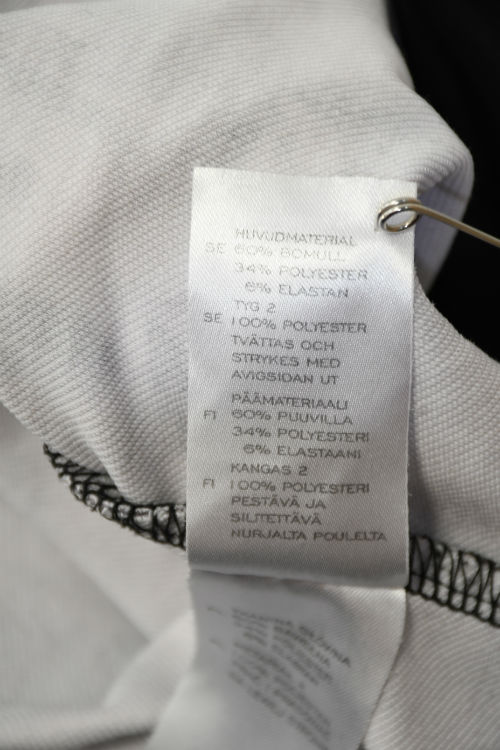 HUVUDMATERIAL
SE 60% BOMULL
34% POLYESTER
6% ELASTAN
TYG 2
SE 100% POLYESTER
TVÄTTAS OCH
STRYKES MED
AVIGSIDAN UT
PÄÄMATERIAALI
FI 60% PUUVILLA
34% POLYESTERI
6% ELASTAANI
KANGAS 2
FI 100% POLYESTERI
PESTÄVÄ JA
SILITETTÄVÄ
NURJALTA POULELTA